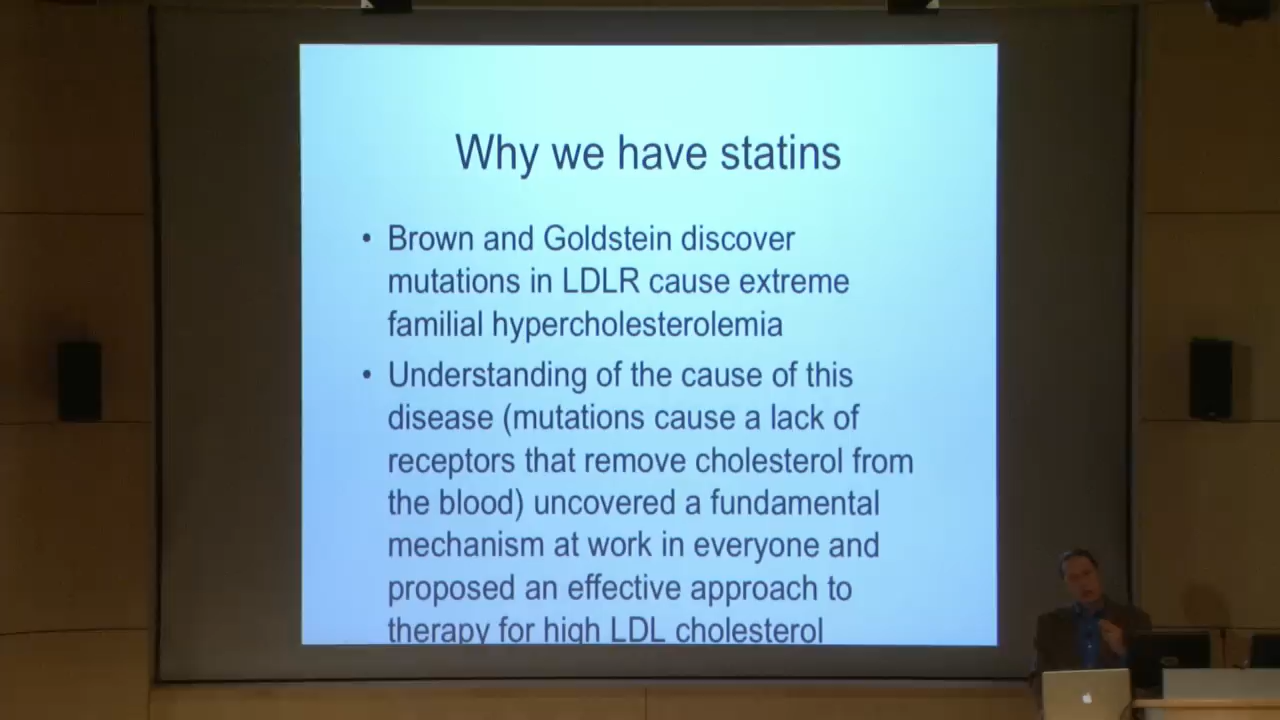 Why we have statins
• Brown and Goldstein discover
mutations in LDLR cause extreme
familial hypercholesterolemia
• Understanding of the cause of this
disease (mutations cause a lack of
receptors that remove cholesterol from
the blood) uncovered a fundamental
mechanism at work in everyone and
proposed an effective approach to
therapy for high LDL cholesterol